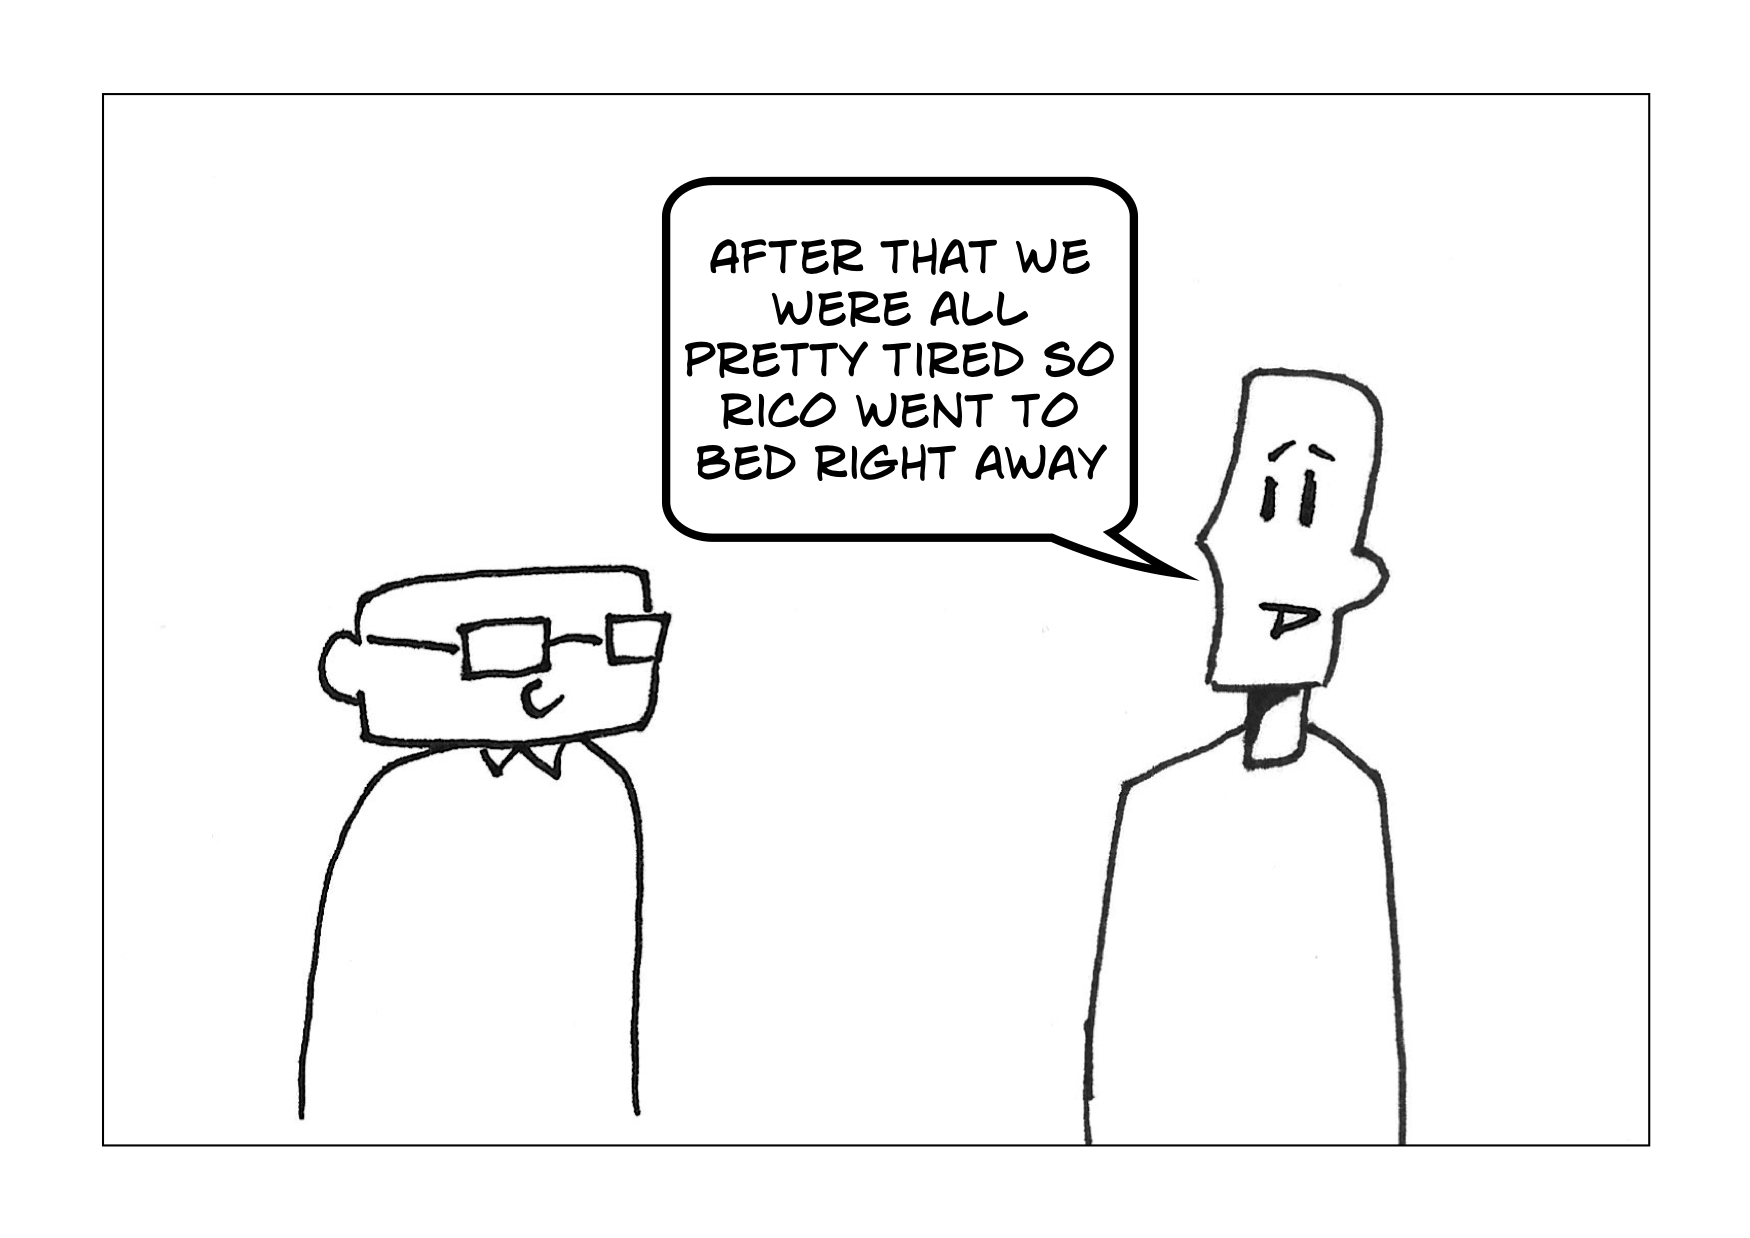 AFTER THAT WE
WERE ALL
PRETTY TIRED SO
RICO WENT TO
BED RIGHT AWAY